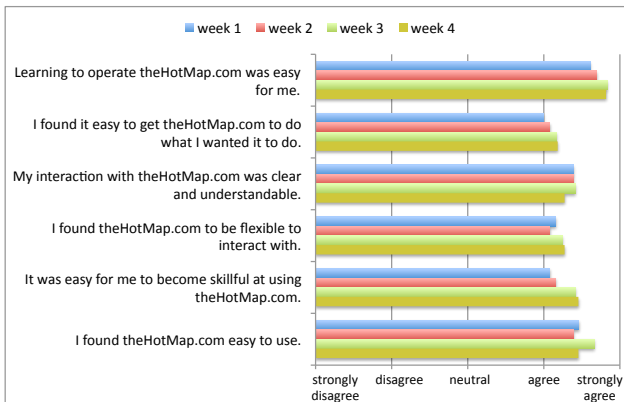 week 1 week 2 week 3 week 4
Learning to operate theHotMap.com was easy
for me.
I found it easy to get theHotMap.com to do
what I wanted it to do.
My interaction with theHotMap.com was clear
and understandable.
I found theHotMap.com to be flexible to
interact with.
It was easy for me to become skillful at using
theHotMap.com.
I found theHotMap.com easy to use.
strongly disagree neutral agree strongly
disagree agree